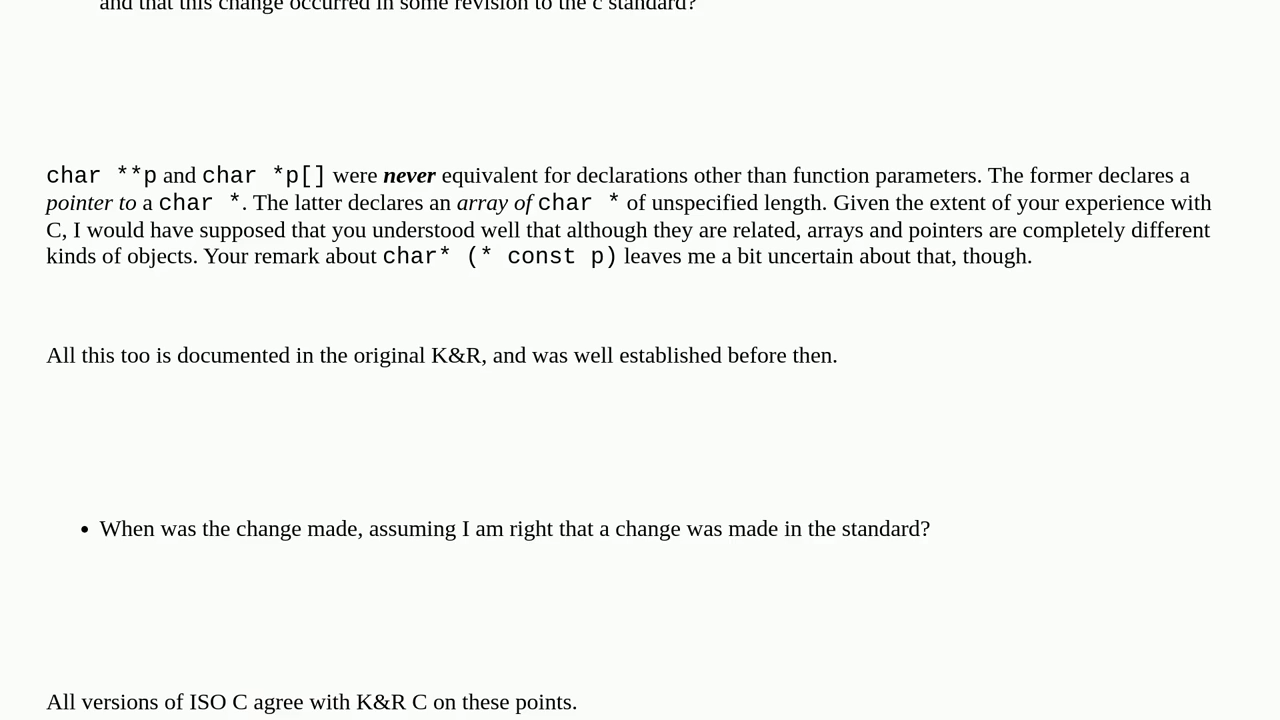 and that this change occurred in some revision to the c standard?
char **p and char *p[] were never equivalent for declarations other than function parameters. The former declares a
pointer to a char *. The latter declares an array of char * of unspecified length. Given the extent of your experience with
C, I would have supposed that you understood well that although they are related, arrays and pointers are completely different
kinds of objects. Your remark about char* (* const p) leaves me a bit uncertain about that, though.
All this too is documented in the original K&R, and was well established before then.
• When was the change made, assuming I am right that a change was made in the standard?
All versions of ISO C agree with K&R C on these points.